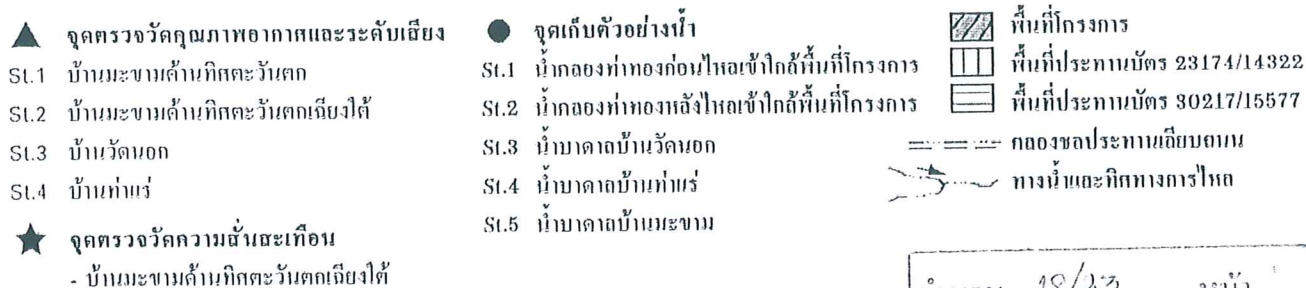 จุดตรวจวัดคุณภาพอากาศและระดับเสียง
St.1 บ้านมะขามด้านทิศตะวันตก
St.2 บ้านมะขามด้านทิศตะวันตกเฉียงใต้
St.3 บ้านวัดนอก
St.4 บ้านท่าแร่
จุดตรวจวัดความสั่นสะเทือน
- บ้านมะขามด้านทิศตะวันตกเฉียงใต้
จุดเก็บตัวอย่างน้ำ
St.1 น้ำคลองท่าทองก่อนไหลเข้าใกล้พื้นที่โครงการ
St.2 น้ำคลองท่าทองหลังไหลเข้าใกล้พื้นที่โครงการ
St.3 น้ำบาดาลบ้านวัดนอก
St.4 น้ำบาดาลบ้านท่าแร่
St.5 น้ำบาดาลบ้านมะขาม
พื้นที่โครงการ
พื้นที่ประทานบัตร 23174/14322
พื้นที่ประทานบัตร 30217/15577
คลองชลประทานเลียบถนน
ทางน้ำและทิศทางการไหล
18/23 หน้า